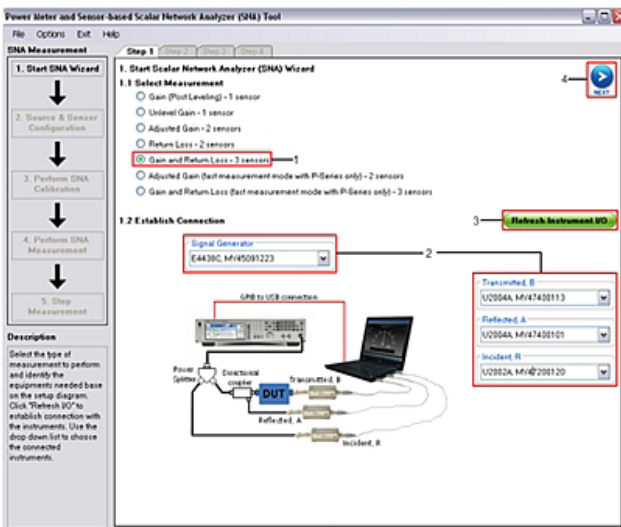 Power Meter and Sensor-based Scalar Network Analyzer (SNA) Tool
File Options Exit Help
SNA Measurement
Step 1 Step 2 Step 3 Step 4
1. Start SNA Wizard
2. Source & Sensor
Configuration
3. Perform SNA
Calibration
4. Perform SNA
Measurement
5. Stop
Measurement
Description
Select the type of
measurement to perform
and identify the
equipments needed base
on the setup diagram.
Click "Refresh I/O" to
establish connection with
the instruments. Use the
drop down list to choose
the connected
instruments.
1. Start Scalar Network Analyzer (SNA) Wizard
1.1 Select Measurement
Gain (Post Leveling) - 1 sensor
Unlevel Gain - 1 sensor
Adjusted Gain - 2 sensors
Return Loss - 2 sensors
Gain and Return Loss - 3 sensors
1
Adjusted Gain (fast measurement mode with P-Series only) - 2 sensors
Gain and Return Loss (fast measurement mode with P-Series only) - 3 sensors
4
NEXT
1.2 Establish Connection
3
Refresh Instrument I/O
Signal Generator
E4438C, MY45091223
2
Transmitted, B
U2004A, MY47400113
Reflected, A
U2004A, MY47400101
Incident, R
U2002A,
GPIB to USB connection
Power
Splitter
Directional
coupler
DUT
Transmitted, B
Reflected, A
Incident, R